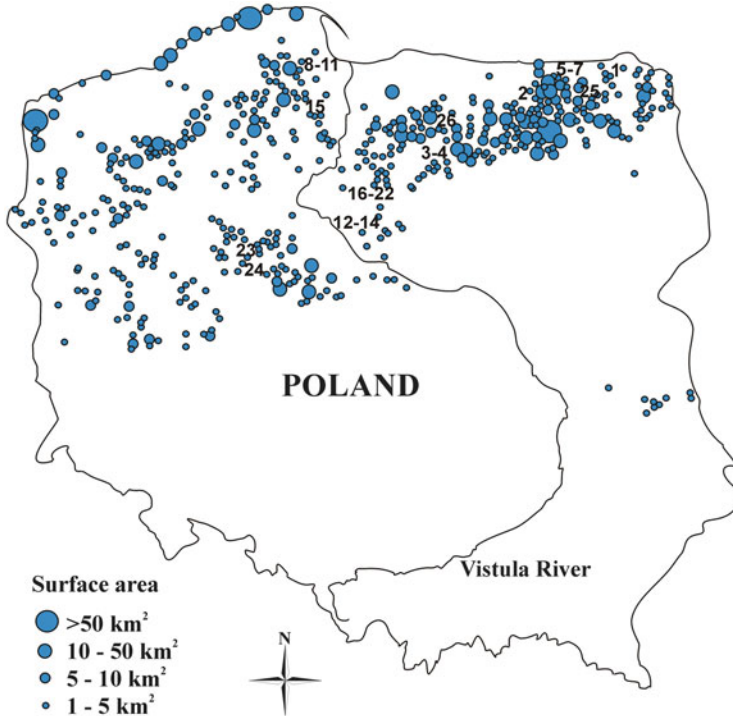 8-11
5-7
1
2
25
15
26
3-4
16-22
12-14
23
24
POLAND
Vistula River
Surface area
>50 km²
10 - 50 km²
5 - 10 km²
1 - 5 km²
N